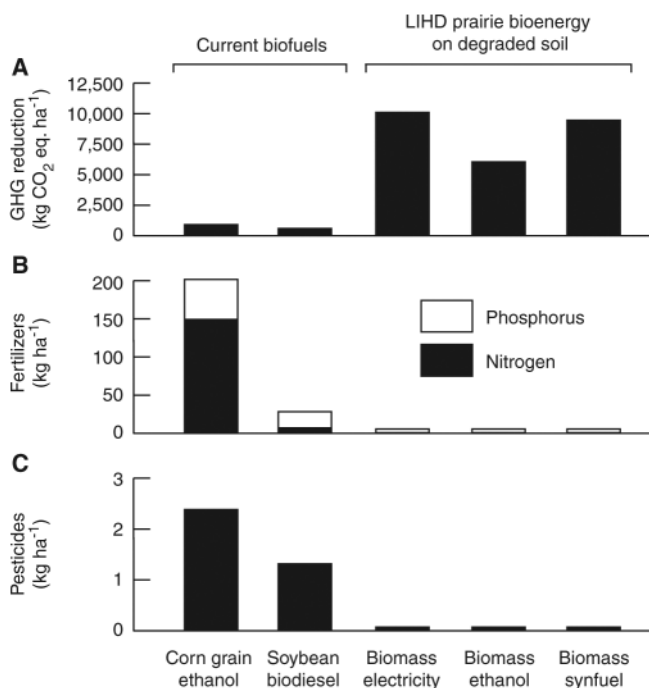 Current biofuels
LIHD prairie bioenergy
on degraded soil
A
GHG reduction
(kg CO₂ eq. ha⁻¹)
12,500
10,000
7,500
5,000
2,500
0
B
Fertilizers
(kg ha⁻¹)
200
150
100
50
0
Phosphorus
Nitrogen
C
Pesticides
(kg ha⁻¹)
3
2
1
0
Corn grain
ethanol
Soybean
biodiesel
Biomass
electricity
Biomass
ethanol
Biomass
synfuel